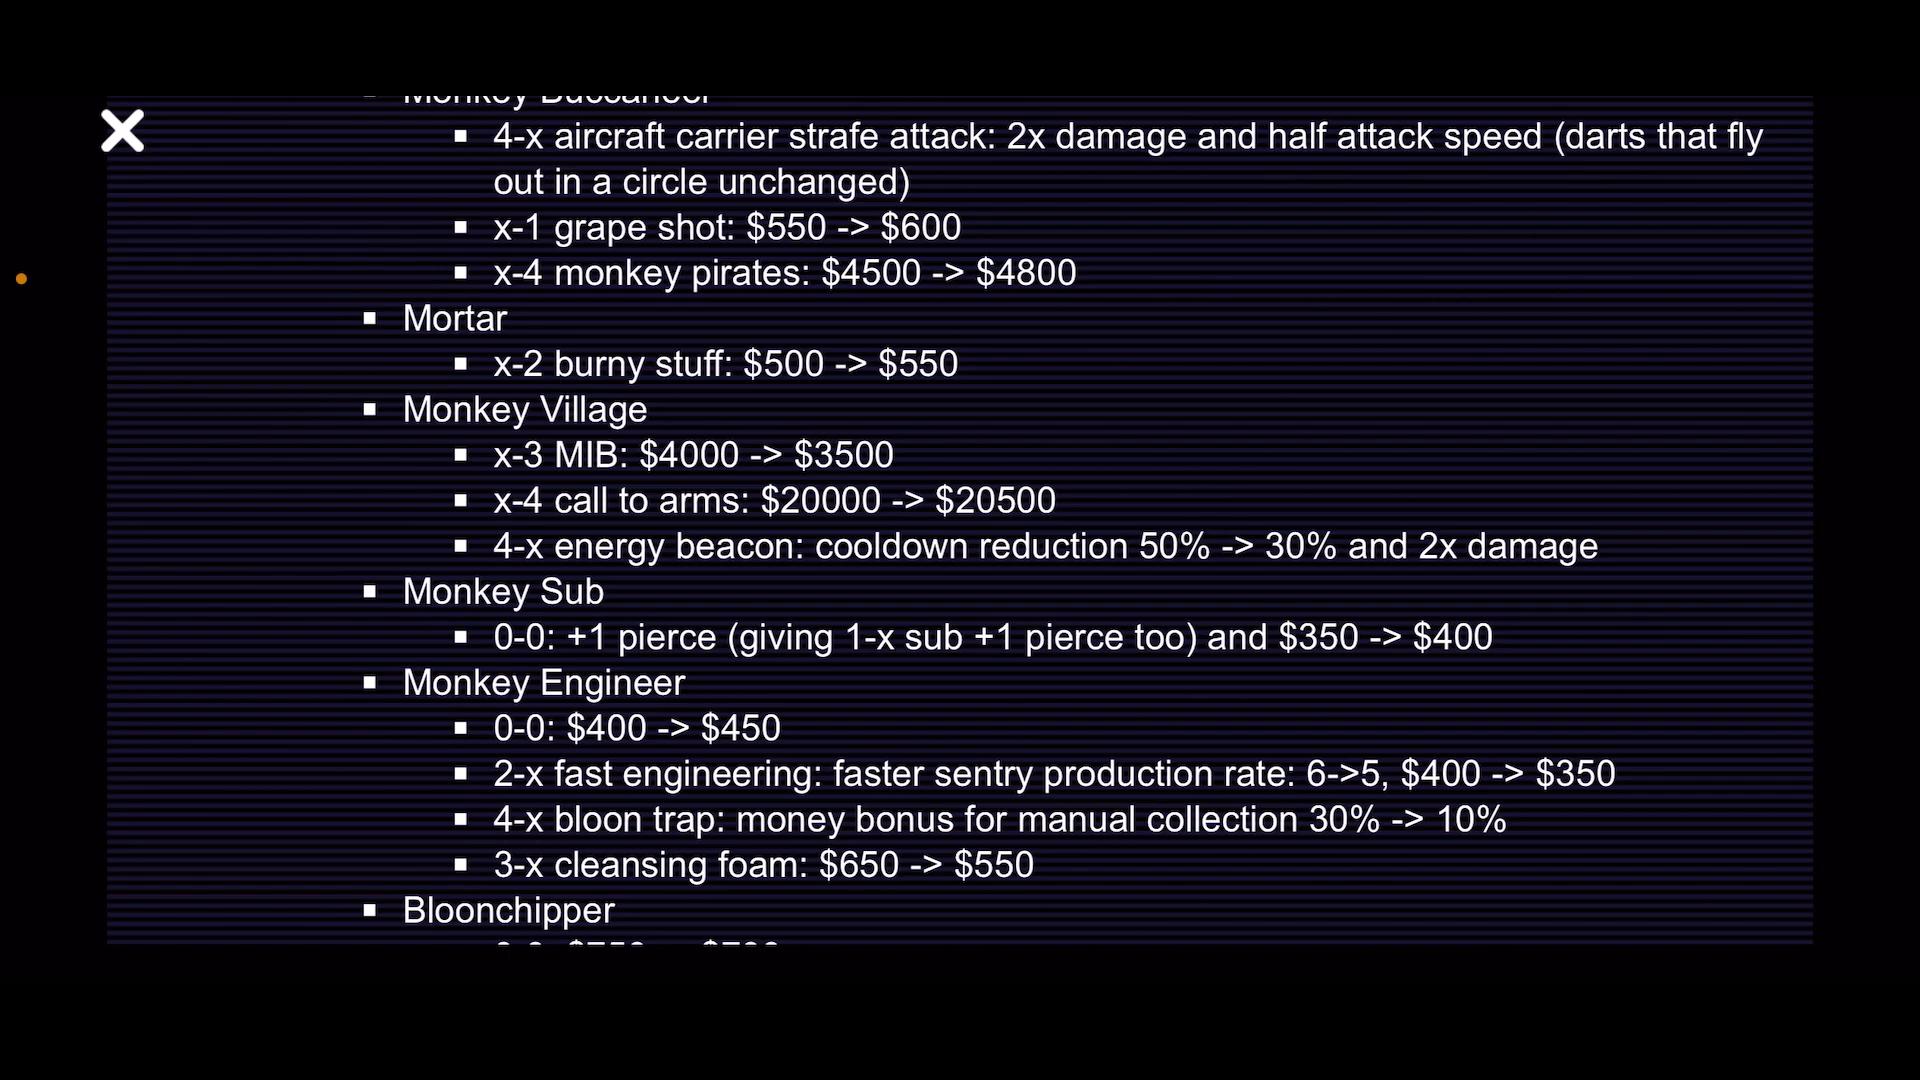 Monkey Buccaneer
▪ 4-x aircraft carrier strafe attack: 2x damage and half attack speed (darts that fly
out in a circle unchanged)
▪ x-1 grape shot: $550 -> $600
▪ x-4 monkey pirates: $4500 -> $4800
▪ Mortar
▪ x-2 burny stuff: $500 -> $550
▪ Monkey Village
▪ x-3 MIB: $4000 -> $3500
▪ x-4 call to arms: $20000 -> $20500
▪ 4-x energy beacon: cooldown reduction 50% -> 30% and 2x damage
▪ Monkey Sub
▪ 0-0: +1 pierce (giving 1-x sub +1 pierce too) and $350 -> $400
▪ Monkey Engineer
▪ 0-0: $400 -> $450
▪ 2-x fast engineering: faster sentry production rate: 6->5, $400 -> $350
▪ 4-x bloon trap: money bonus for manual collection 30% -> 10%
▪ 3-x cleansing foam: $650 -> $550
▪ Bloonchipper